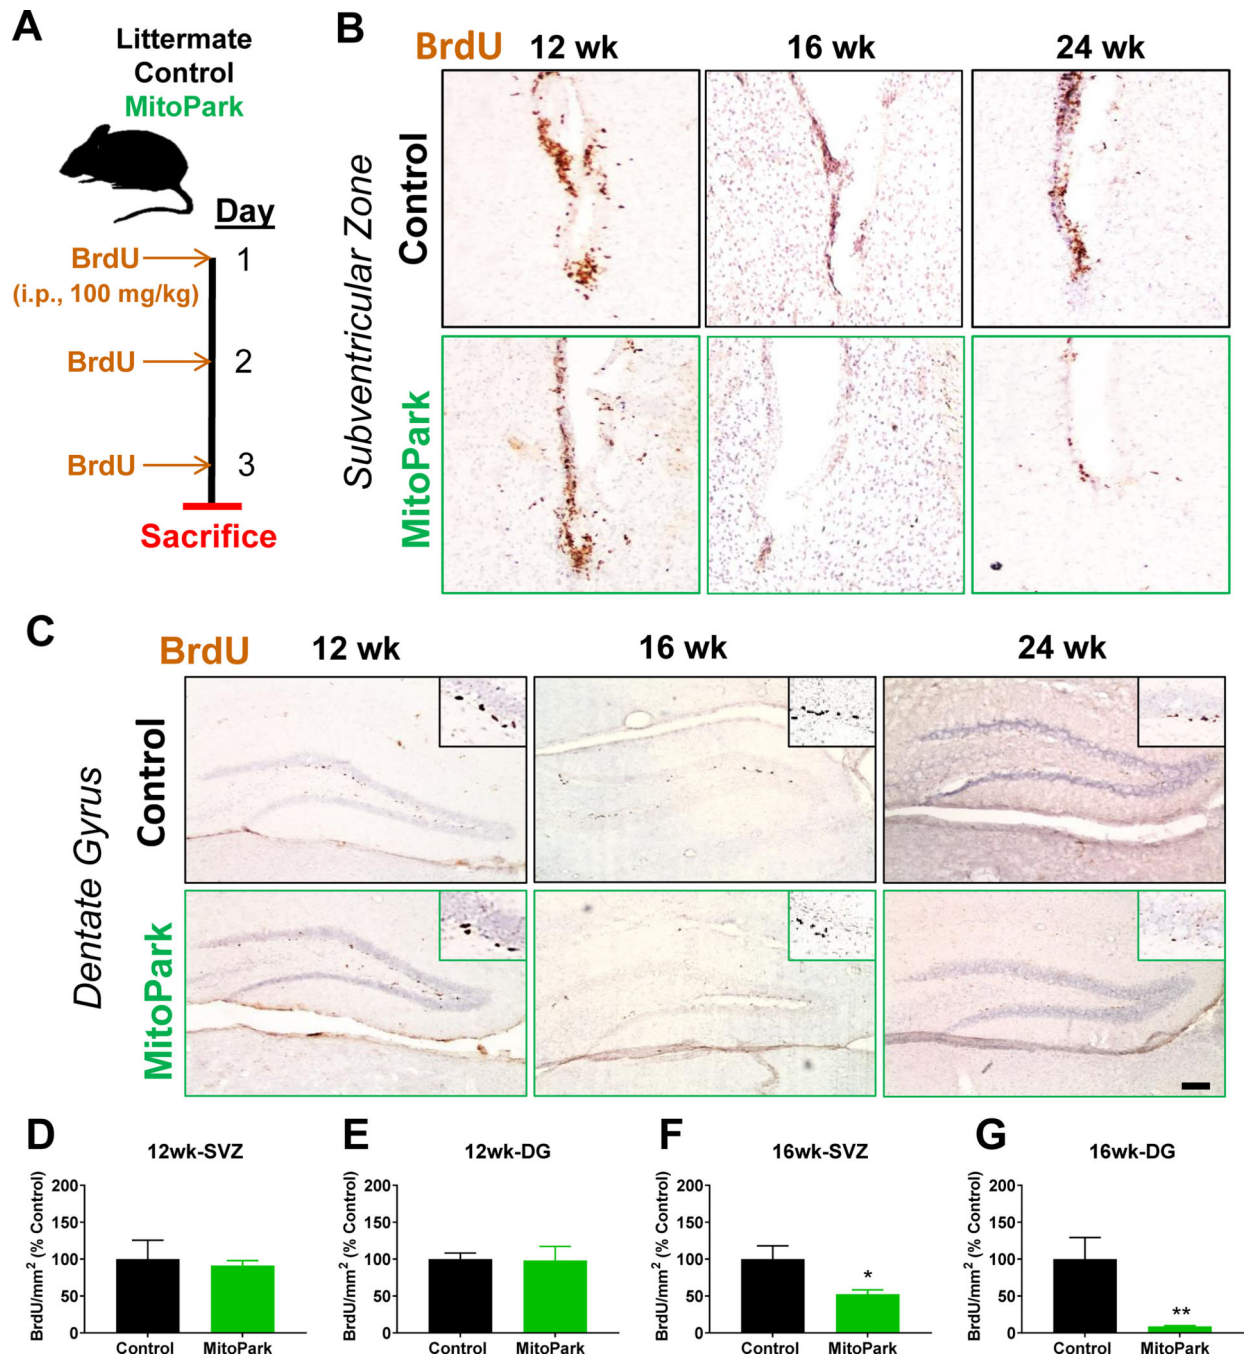 A
Littermate
Control
MitoPark
Day
BrdU
1
(i.p., 100 mg/kg)
BrdU
2
BrdU
3
Sacrifice
B
BrdU
12 wk
16 wk
24 wk
Subventricular Zone
Control
MitoPark
C
BrdU
12 wk
16 wk
24 wk
Dentate Gyrus
Control
MitoPark
D
12wk-SVZ
BrdU/mm² (% Control)
200
150
100
50
0
Control
MitoPark
E
12wk-DG
BrdU/mm² (% Control)
200
150
100
50
0
Control
MitoPark
F
16wk-SVZ
BrdU/mm² (% Control)
200
150
100
50
0
*
Control
MitoPark
G
16wk-DG
BrdU/mm² (% Control)
200
150
100
50
0
**
Control
MitoPark